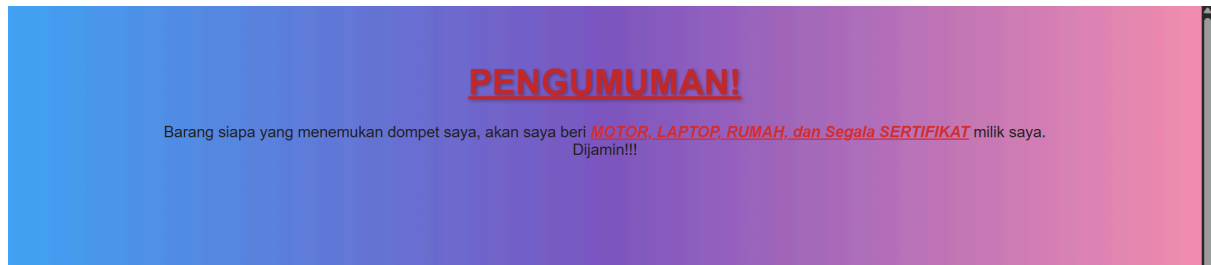 PENGUMUMAN!
Barang siapa yang menemukan dompet saya, akan saya beri MOTOR, LAPTOP, RUMAH, dan Segala SERTIFIKAT milik saya.
Dijamin!!!